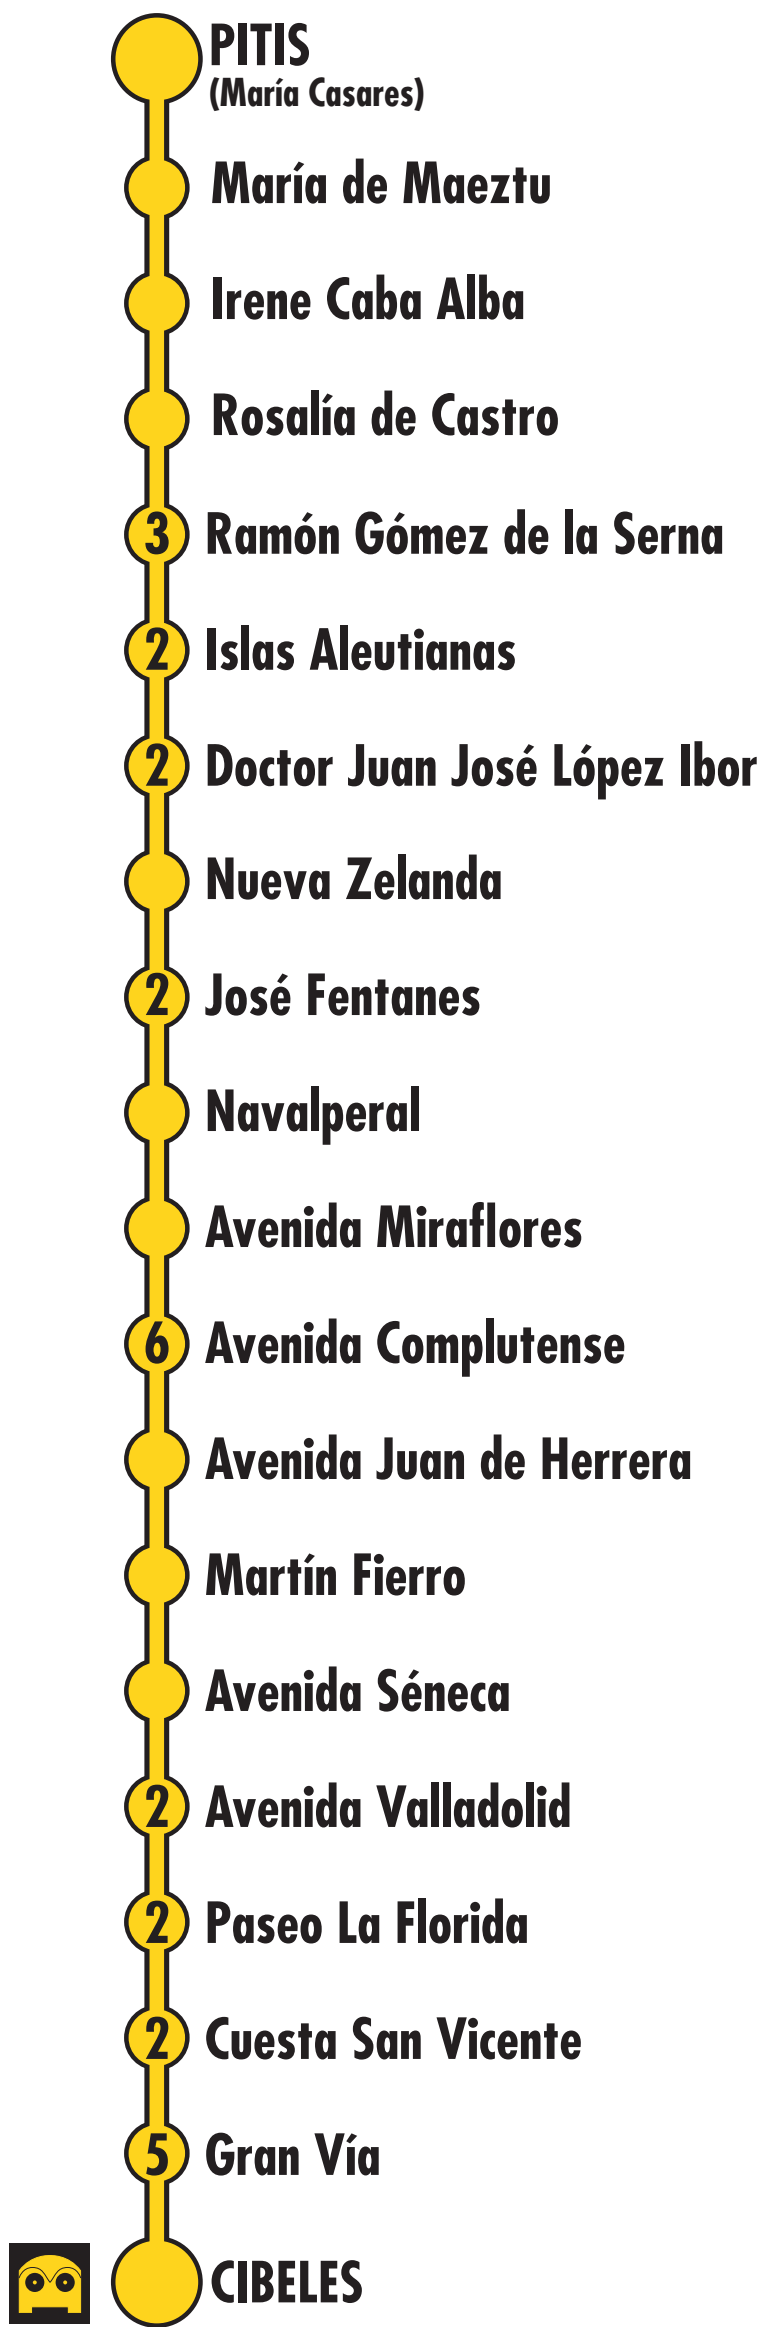 PITIS
(María Casares)
María de Maeztu
Irene Caba Alba
Rosalía de Castro
3 Ramón Gómez de la Serna
2 Islas Aleutianas
2 Doctor Juan José López Ibor
Nueva Zelanda
2 José Fentanes
Navalperal
Avenida Miraflores
6 Avenida Complutense
Avenida Juan de Herrera
Martín Fierro
Avenida Séneca
2 Avenida Valladolid
2 Paseo La Florida
2 Cuesta San Vicente
5 Gran Vía
CIBELES